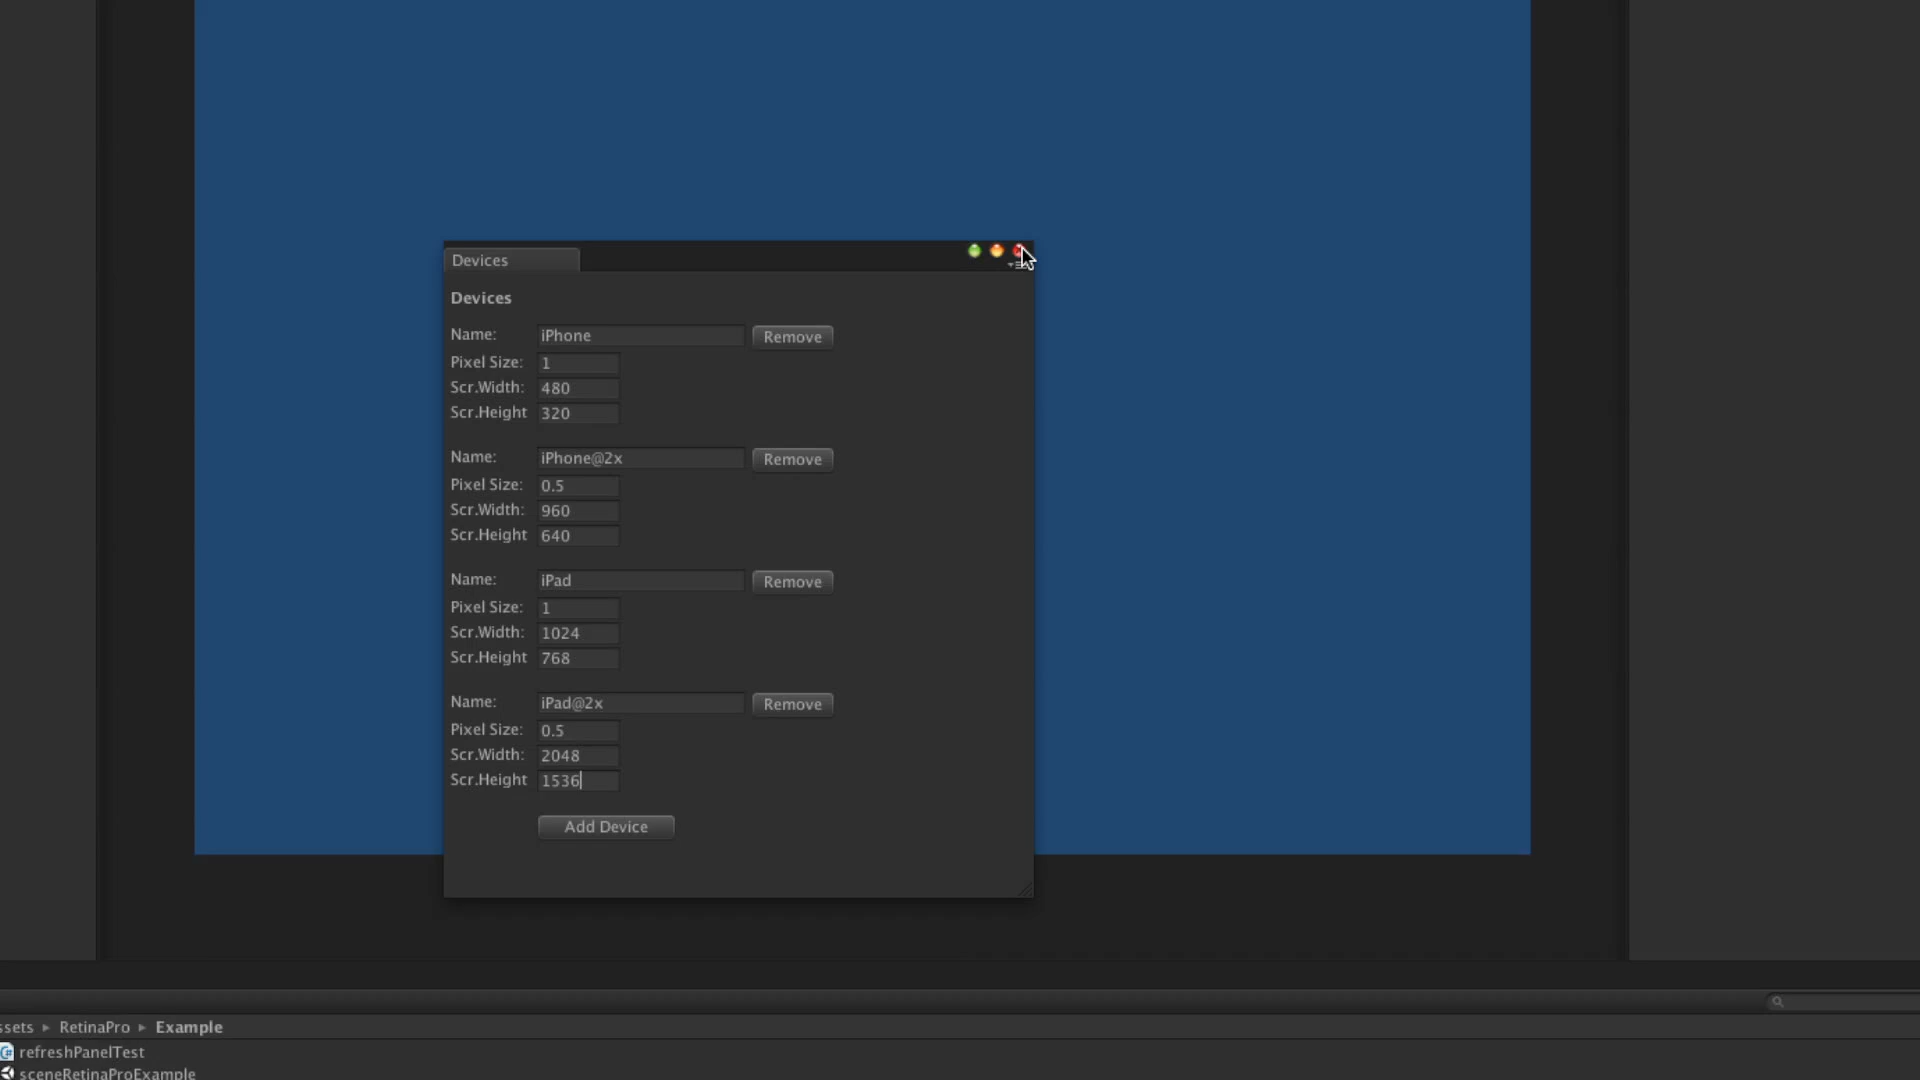 Devices
Devices
Name: iPhone Remove
Pixel Size: 1
Scr.Width: 480
Scr.Height 320
Name: iPhone@2x Remove
Pixel Size: 0.5
Scr.Width: 960
Scr.Height 640
Name: iPad Remove
Pixel Size: 1
Scr.Width: 1024
Scr.Height 768
Name: iPad@2x Remove
Pixel Size: 0.5
Scr.Width: 2048
Scr.Height 1536
Add Device
ssets ▸ RetinaPro ▸ Example
refreshPanelTest
sceneRetinaProExample